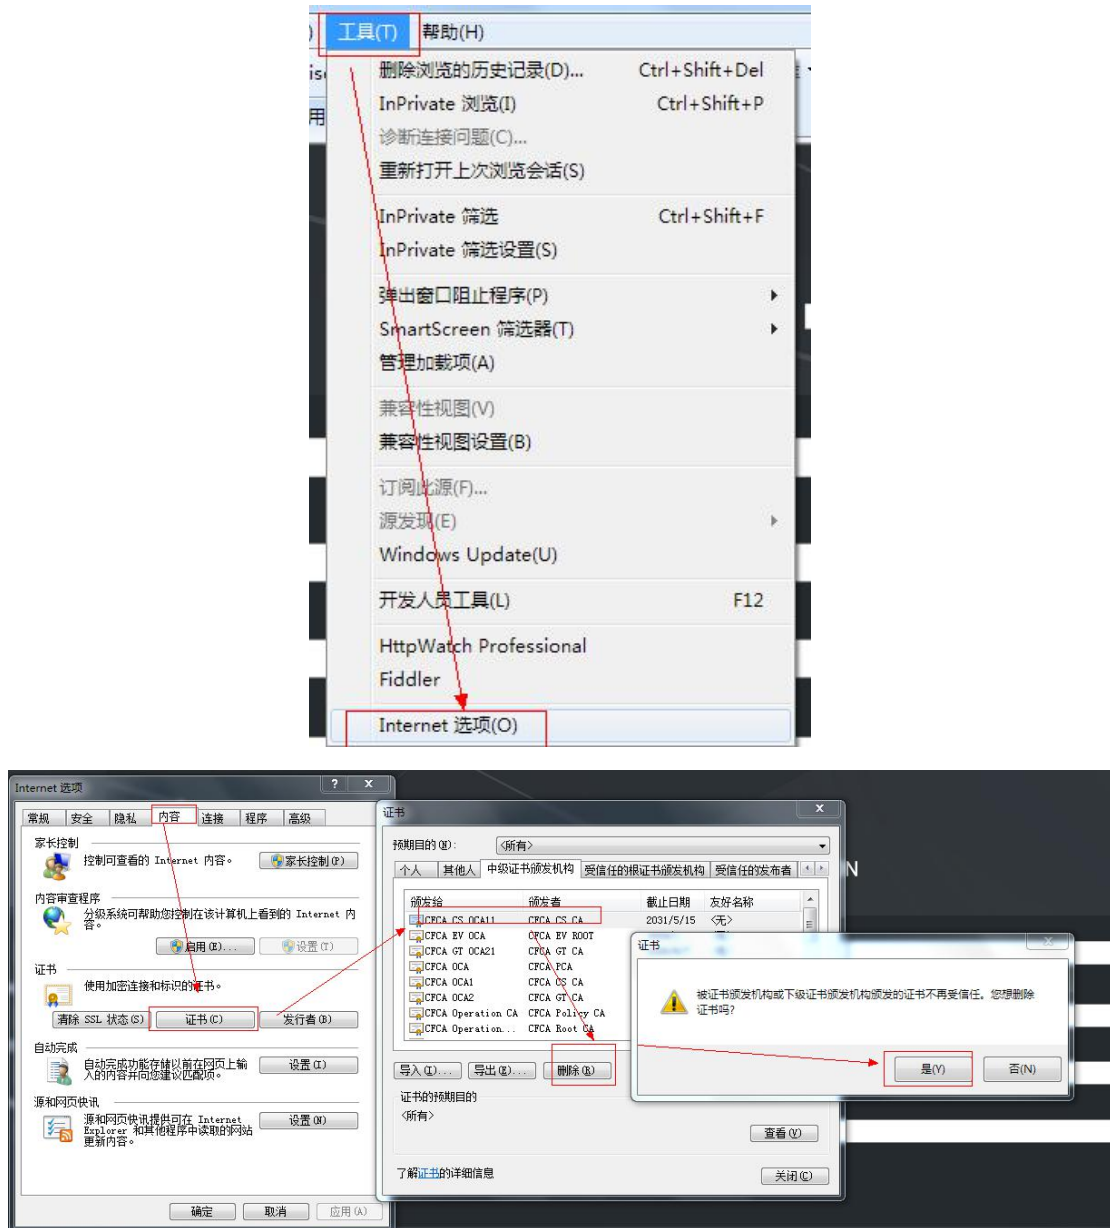 工具(T) 帮助(H)
删除浏览的历史记录(D)... Ctrl+Shift+Del
InPrivate 浏览(I) Ctrl+Shift+P
用
诊断连接问题(C)...
重新打开上次浏览会话(S)
InPrivate 筛选 Ctrl+Shift+F
InPrivate 筛选设置(S)
弹出窗口阻止程序(P)
SmartScreen 筛选器(T)
管理加载项(A)
兼容性视图(V)
兼容性视图设置(B)
订阅此源(F)...
源发现(E)
Windows Update(U)
开发人员工具(L) F12
HttpWatch Professional
Fiddler
Internet 选项(O)
Internet 选项
常规 安全 隐私 内容 连接 程序 高级
家长控制
控制可查看的 Internet 内容。 家长控制(P)
内容审查程序
分级系统可帮助您控制在该计算机上看到的 Internet 内
容。
启用(E)... 设置(T)
证书
使用加密连接和标识的证书。
清除 SSL 状态(S) 证书(C) 发行者(B)
自动完成
自动完成功能存储以前在网页上输
入的内容并向您建议匹配项。
设置(I)
源和网页快讯
源和网页快讯提供可在 Internet
Explorer 和其他程序中读取的网站
更新内容。
设置(N)
确定 取消 应用(A)
证书
预期目的(N): <所有>
个人 其他人 中级证书颁发机构 受信任的根证书颁发机构 受信任的发布者
颁发给 颁发者 截止日期 友好名称
CFCA CS OCA11 CFCA CS CA 2031/5/15 <无>
CFCA EV OCA CFCA EV ROOT
CFCA GT OCA21 CFCA GT CA
CFCA OCA CFCA PCA
CFCA OCA1 CFCA CS CA
CFCA OCA2 CFCA GT CA
CFCA Operation CA CFCA Policy CA
CFCA Operation... CFCA Root CA
导入(I)... 导出(E)... 删除(R)
证书的预期目的
<所有>
查看(V)
了解证书的详细信息
关闭(C)
N
证书
被证书颁发机构或下级证书颁发机构颁发的证书不再受信任。您想删除
证书吗?
是(Y) 否(N)